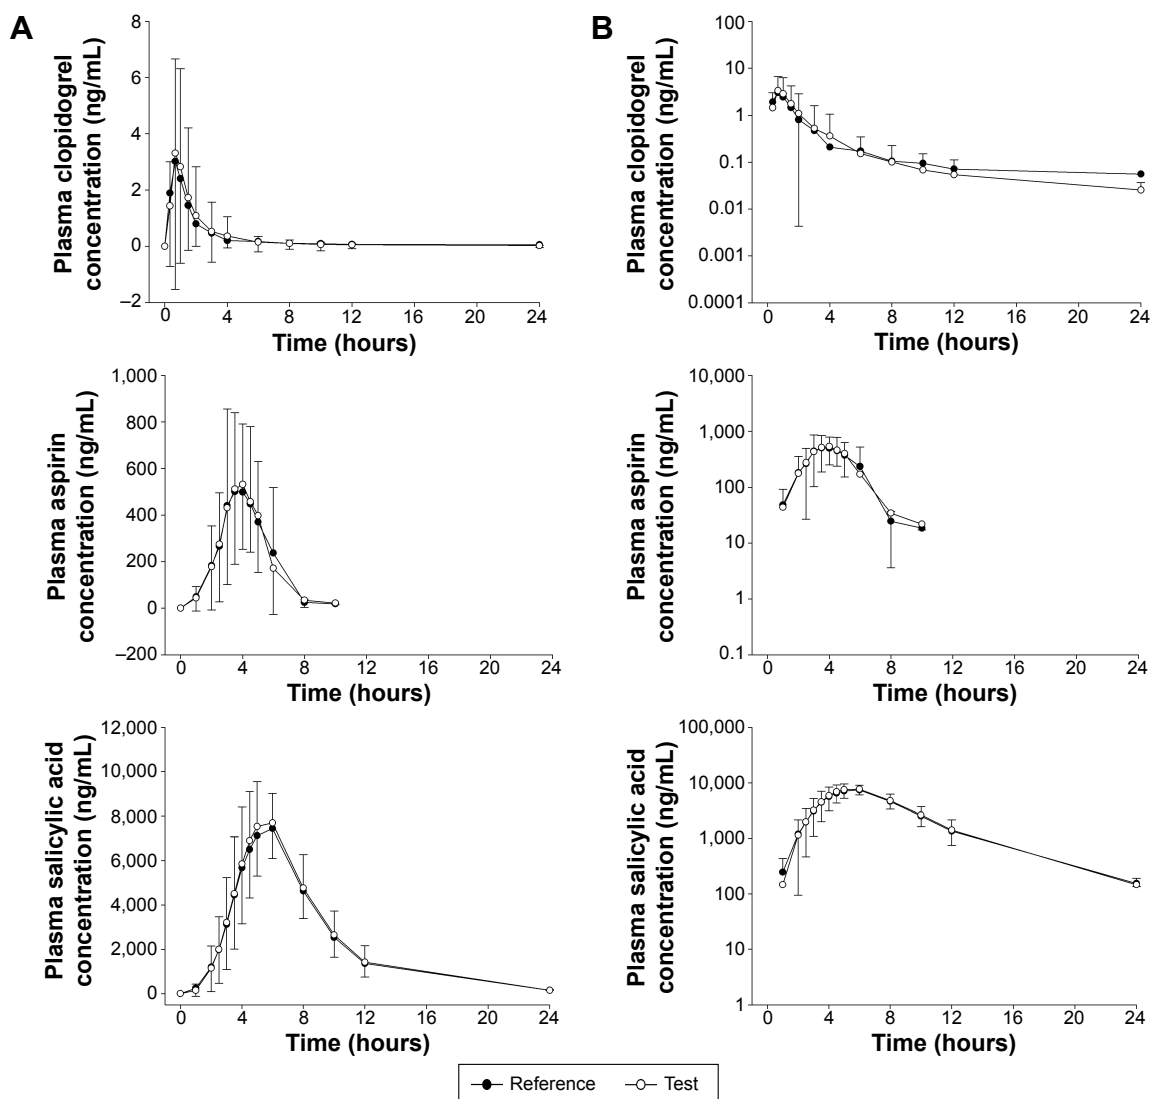 A
Plasma clopidogrel
concentration (ng/mL)
8
6
4
2
0
–2
0 4 8 12 16 20 24
Time (hours)
B
Plasma clopidogrel
concentration (ng/mL)
100
10
1
0.1
0.01
0.001
0.0001
0 4 8 12 16 20 24
Time (hours)
Plasma aspirin
concentration (ng/mL)
1,000
800
600
400
200
0
–200
0 4 8 12 16 20 24
Time (hours)
Plasma aspirin
concentration (ng/mL)
10,000
1,000
100
10
1
0.1
0 4 8 12 16 20 24
Time (hours)
Plasma salicylic acid
concentration (ng/mL)
12,000
10,000
8,000
6,000
4,000
2,000
0
0 4 8 12 16 20 24
Time (hours)
Plasma salicylic acid
concentration (ng/mL)
100,000
10,000
1,000
100
10
1
0 4 8 12 16 20 24
Time (hours)
Reference Test